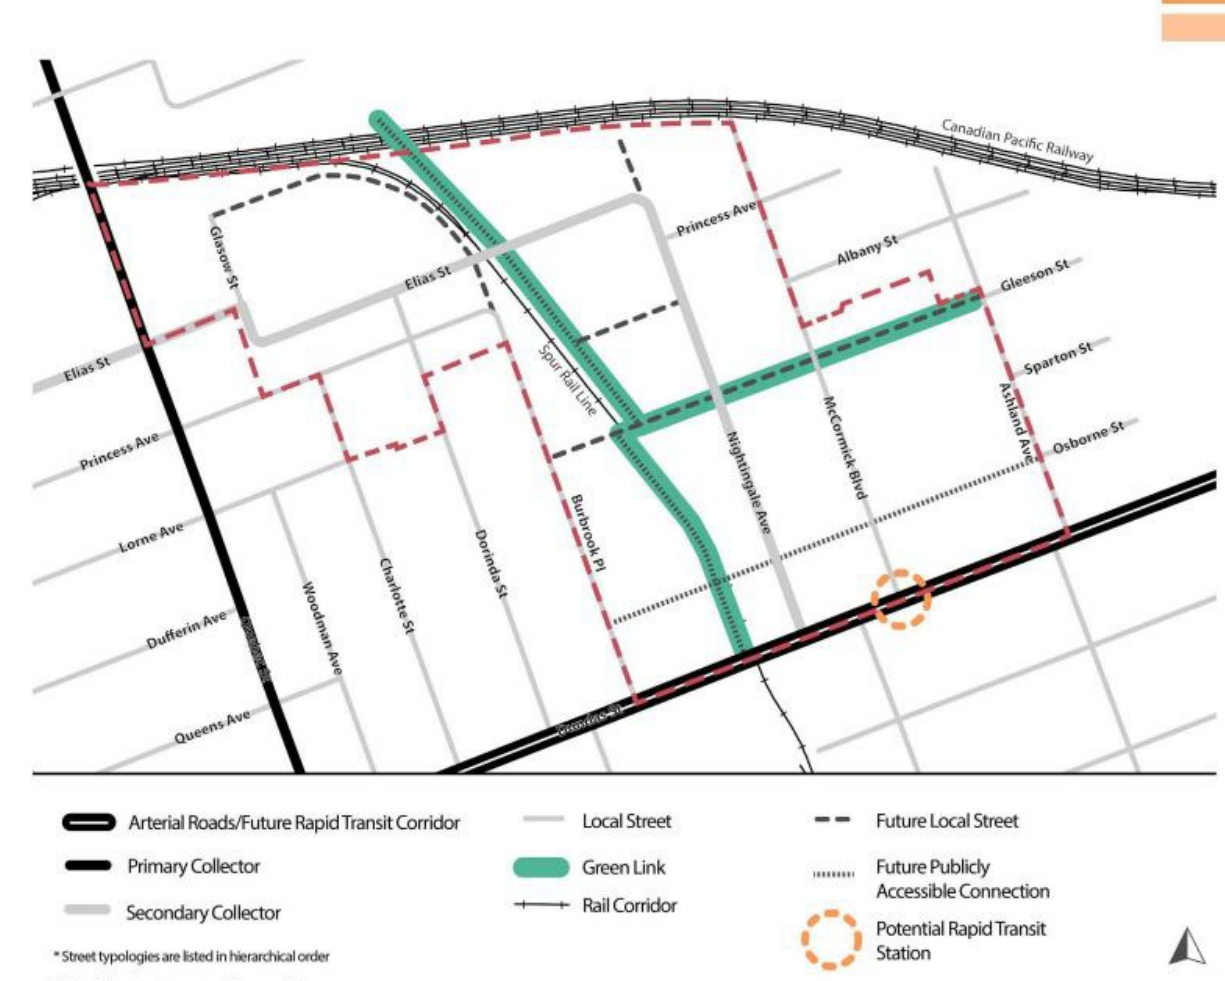 Canadian Pacific Railway
Princess Ave
Albany St
Gleeson St
Glasow St
Elias St
Elias St
Spur Rail Line
Sparton St
Ashland Ave
Osborne St
McCormick Blvd
Nightingale Ave
Princess Ave
Lorne Ave
Burbrook Pl
Dorinda St
Charlotte St
Woodman Ave
Dufferin Ave
Queens Ave
Dundas St
Arterial Roads/Future Rapid Transit Corridor
Primary Collector
Secondary Collector
* Street typologies are listed in hierarchical order
Local Street
Green Link
Rail Corridor
Future Local Street
Future Publicly
Accessible Connection
Potential Rapid Transit
Station